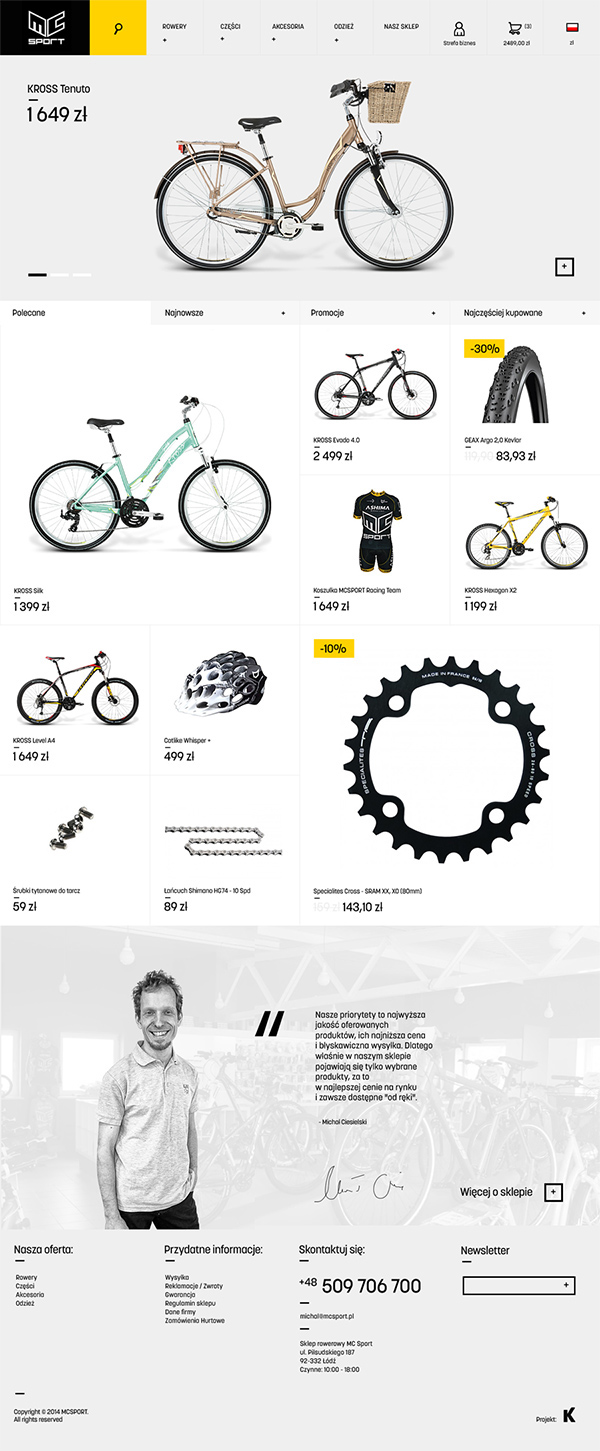 MC
SPORT
ROWERY
+
CZĘŚCI
+
AKCESORIA
+
ODZIEŻ
+
NASZ SKLEP
Strefa biznes
(3)
2489,00 zł
zł
KROSS Tenuto
1 649 zł
+
Polecane
Najnowsze +
Promocje +
Najczęściej kupowane +
KROSS Silk
1 399 zł
KROSS Evado 4.0
2 499 zł
-30%
GEAX Argo 2,0 Kevlar
119,90 83,93 zł
ASHIMA
MC
SPORT
Koszulka MCSPORT Racing Team
1 649 zł
KROSS Hexagon X2
1 199 zł
KROSS Level A4
1 649 zł
Catlike Whisper +
499 zł
-10%
MADE IN FRANCE
SPECIALITES
CROSS
Specialites Cross - SRAM XX, X0 (80mm)
159 zł 143,10 zł
Śrubki tytanowe do tarcz
59 zł
Łańcuch Shimano HG74 - 10 Spd
89 zł
Nasze priorytety to najwyższa
jakość oferowanych
produktów, ich najniższa cena
i błyskawiczna wysyłka. Dlatego
właśnie w naszym sklepie
pojawiają się tylko wybrane
produkty, za to
w najlepszej cenie na rynku
i zawsze dostępne "od ręki".
- Michał Ciesielski
Więcej o sklepie +
Nasza oferta:
Rowery
Części
Akcesoria
Odzież
Przydatne informacje:
Wysyłka
Reklamacje / Zwroty
Gwarancja
Regulamin sklepu
Dane firmy
Zamówienia Hurtowe
Skontaktuj się:
+48 509 706 700
michal@mcsport.pl
Sklep rowerowy MC Sport
ul. Piłsudskiego 187
92-332 Łódź
Czynne: 10:00 - 18:00
Newsletter
+
Copyright © 2014 MCSPORT.
All rights reserved
Projekt: K